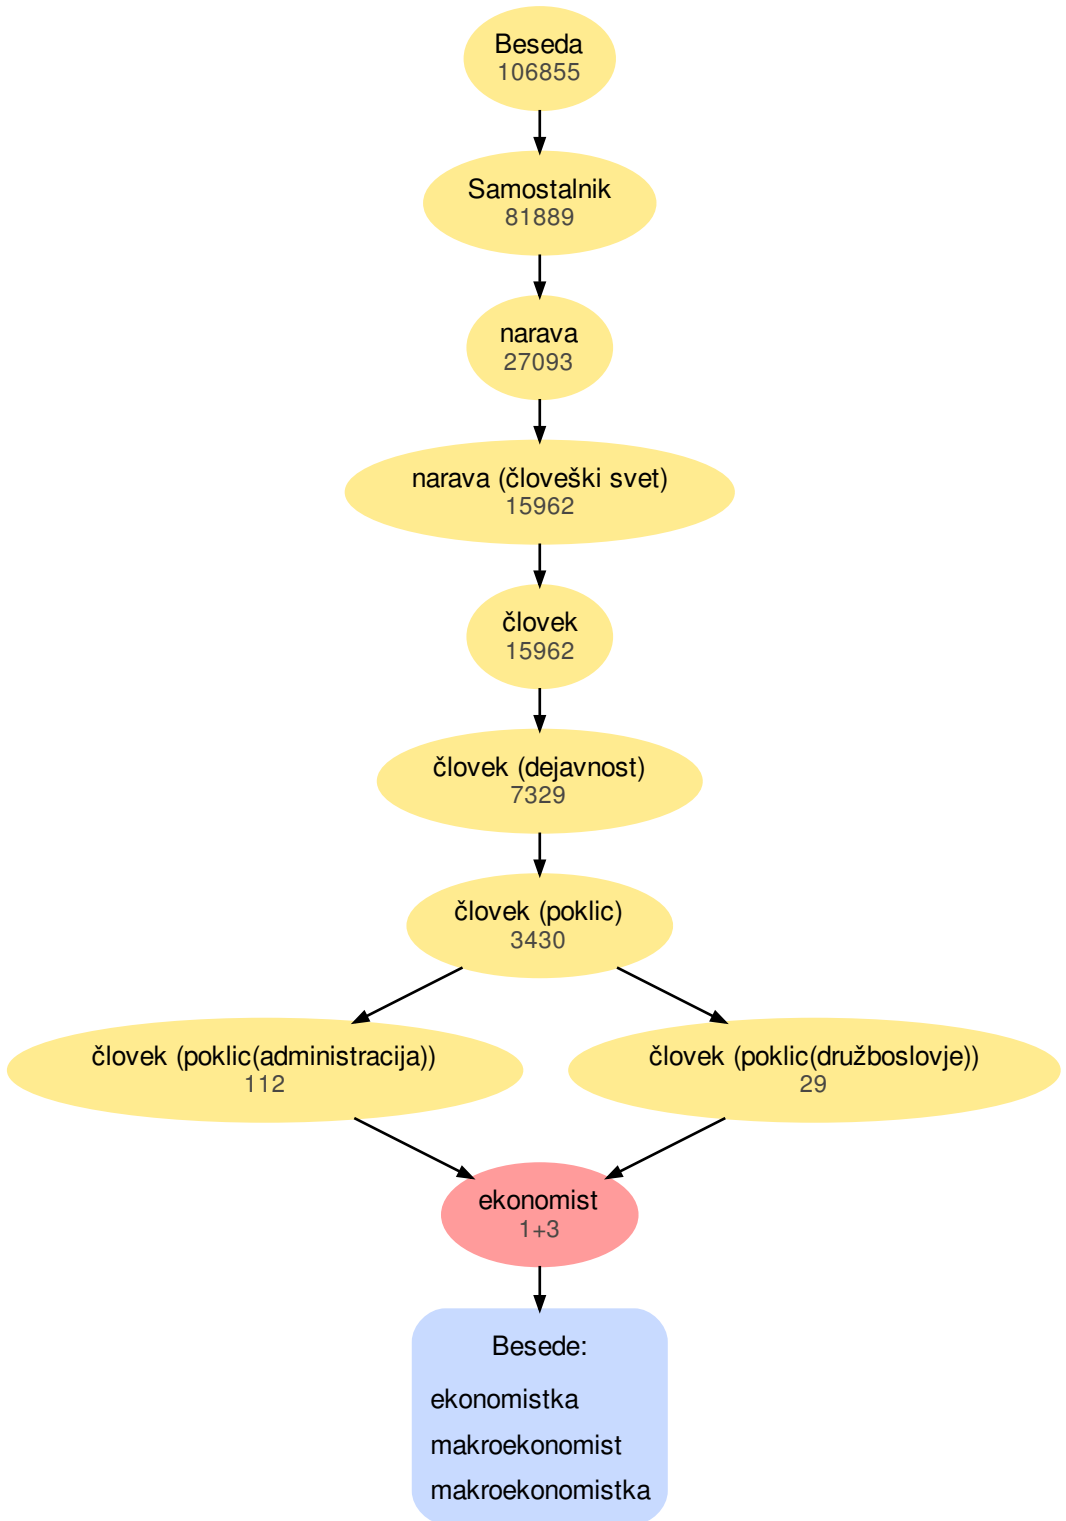 Beseda
106855
Samostalnik
81889
narava
27093
narava (človeški svet)
15962
človek
15962
človek (dejavnost)
7329
človek (poklic)
3430
človek (poklic(administracija))
112
človek (poklic(družboslovje))
29
ekonomist
1+3
Besede:
ekonomistka
makroekonomist
makroekonomistka